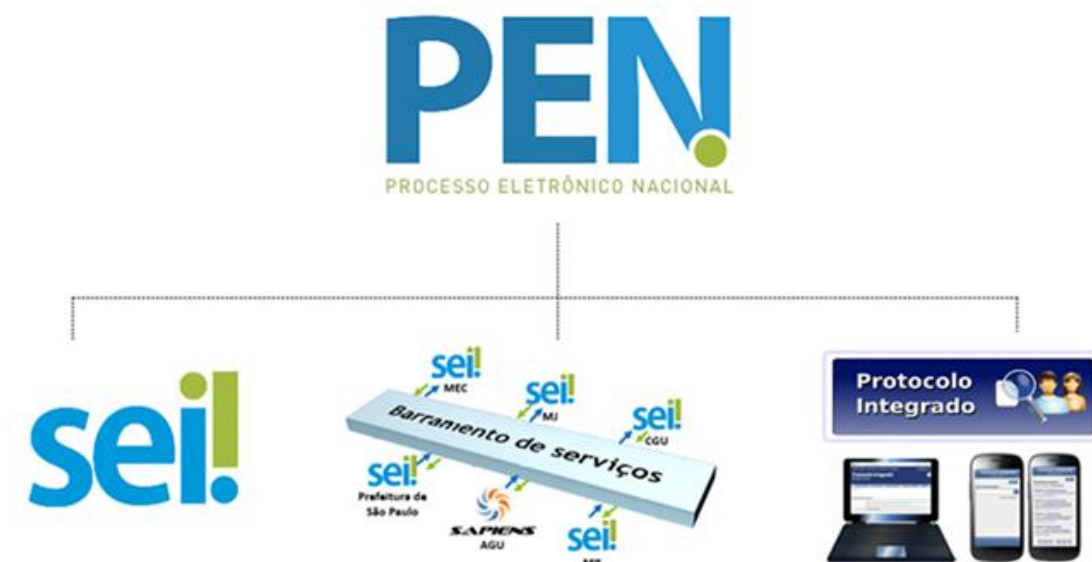 PEN
PROCESSO ELETRÔNICO NACIONAL
sei!
sei!
MEC
sei!
MJ
sei!
CGU
Barramento de serviços
sei!
Prefeitura de
São Paulo
SAPIENS
AGU
sei!
Protocolo
Integrado